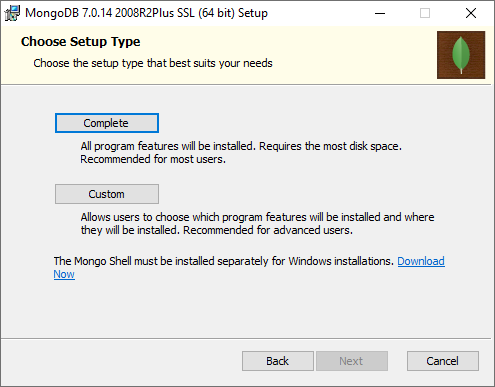 MongoDB 7.0.14 2008R2Plus SSL (64 bit) Setup
Choose Setup Type
Choose the setup type that best suits your needs
Complete
All program features will be installed. Requires the most disk space.
Recommended for most users.
Custom
Allows users to choose which program features will be installed and where
they will be installed. Recommended for advanced users.
The Mongo Shell must be installed separately for Windows installations. Download
Now
Back Next Cancel